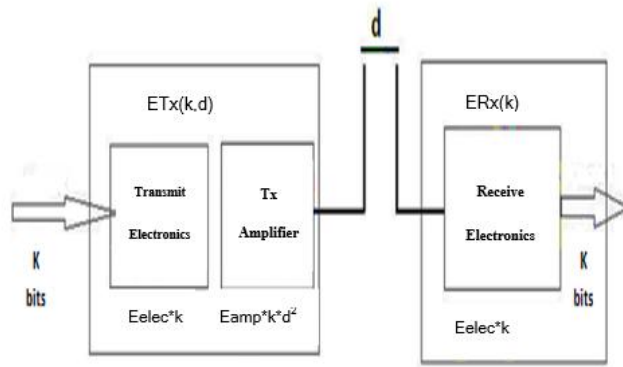 d
ETx(k,d)
ERx(k)
Transmit
Electronics
Tx
Amplifier
Receive
Electronics
K
bits
K
bits
Eelec*k
Eamp*k*d²
Eelec*k